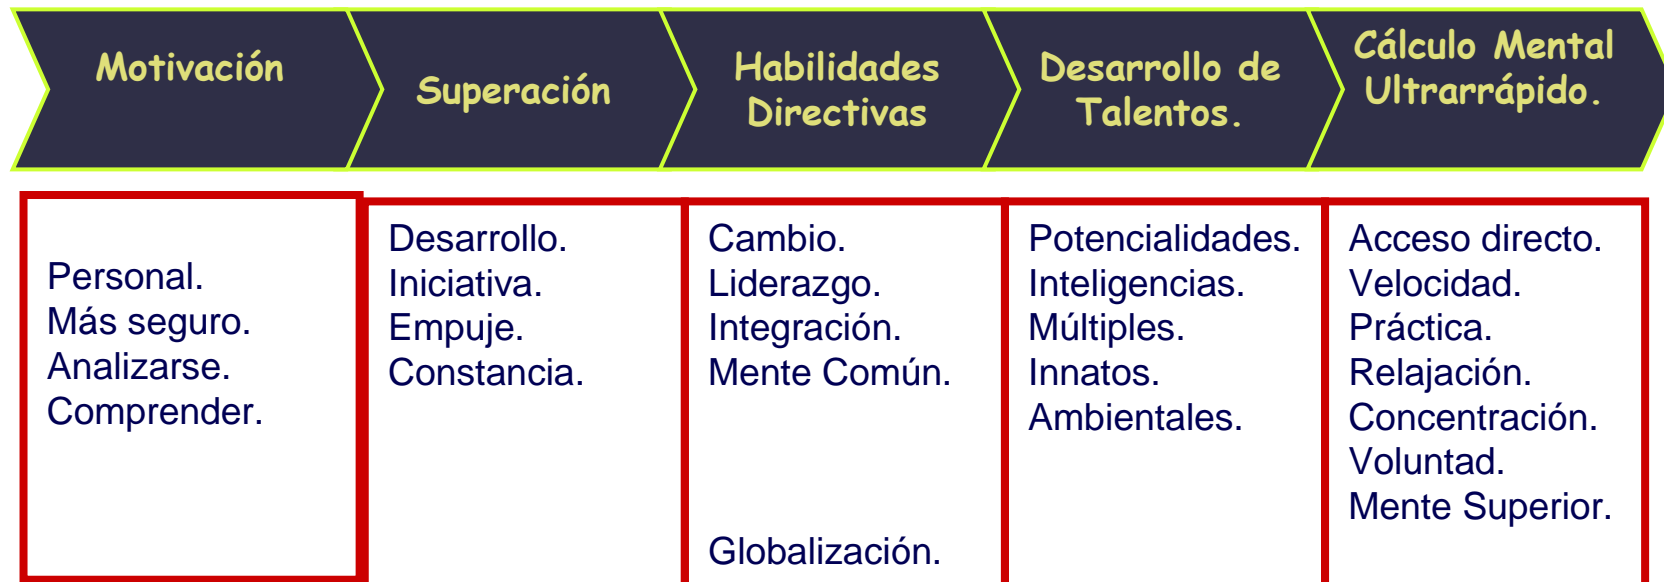 Motivación
Superación
Habilidades
Directivas
Desarrollo de
Talentos.
Cálculo Mental
Ultrarrápido.
Personal.
Más seguro.
Analizarse.
Comprender.
Desarrollo.
Iniciativa.
Empuje.
Constancia.
Cambio.
Liderazgo.
Integración.
Mente Común.
Globalización.
Potencialidades.
Inteligencias.
Múltiples.
Innatos.
Ambientales.
Acceso directo.
Velocidad.
Práctica.
Relajación.
Concentración.
Voluntad.
Mente Superior.